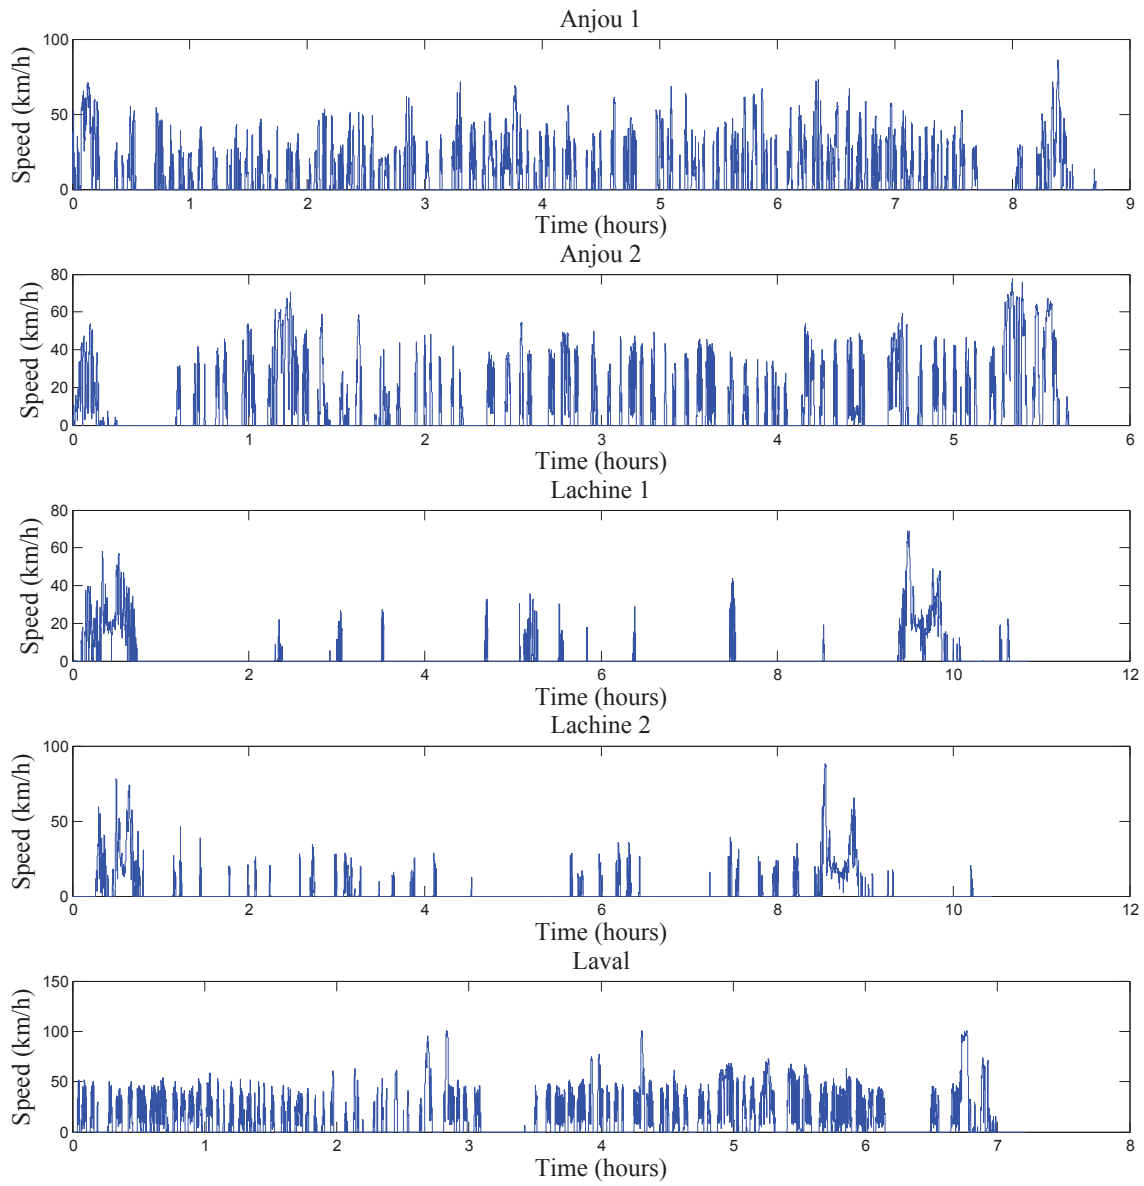 Anjou 1
Speed (km/h)
100
50
0
0 1 2 3 4 5 6 7 8 9
Time (hours)
Anjou 2
Speed (km/h)
80
60
40
20
0
0 1 2 3 4 5 6
Time (hours)
Lachine 1
Speed (km/h)
80
60
40
20
0
0 2 4 6 8 10 12
Time (hours)
Lachine 2
Speed (km/h)
100
50
0
0 2 4 6 8 10 12
Time (hours)
Laval
Speed (km/h)
150
100
50
0
0 1 2 3 4 5 6 7 8
Time (hours)